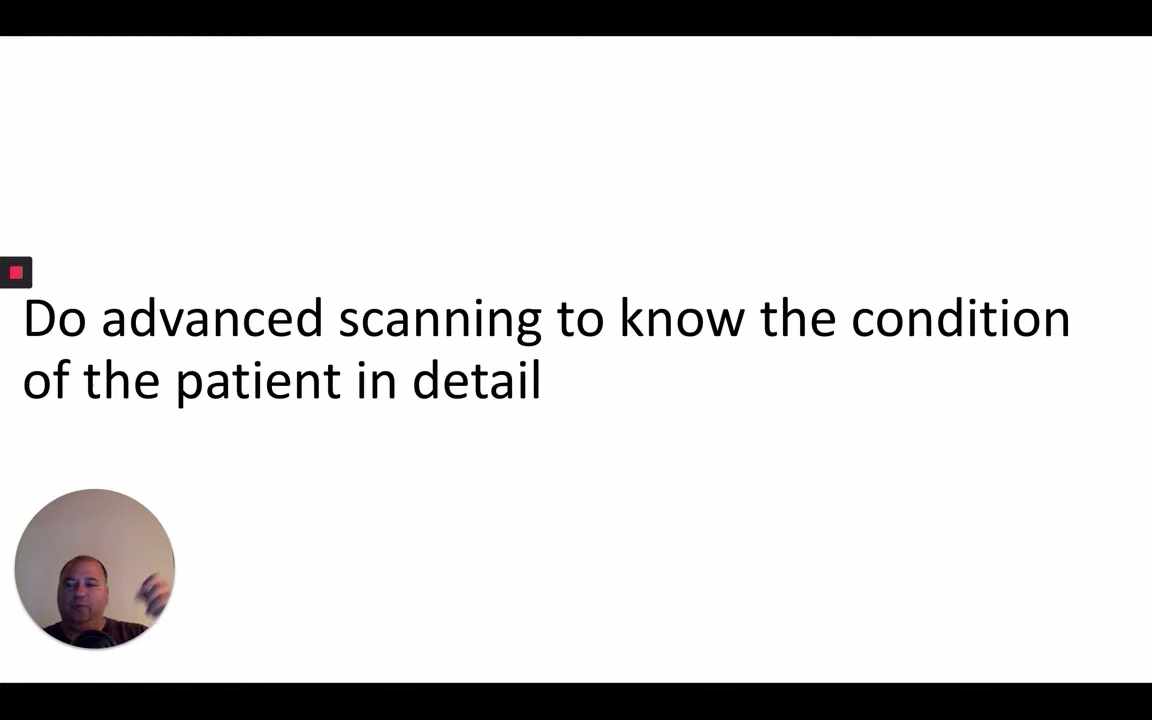 Do advanced scanning to know the condition
of the patient in detail